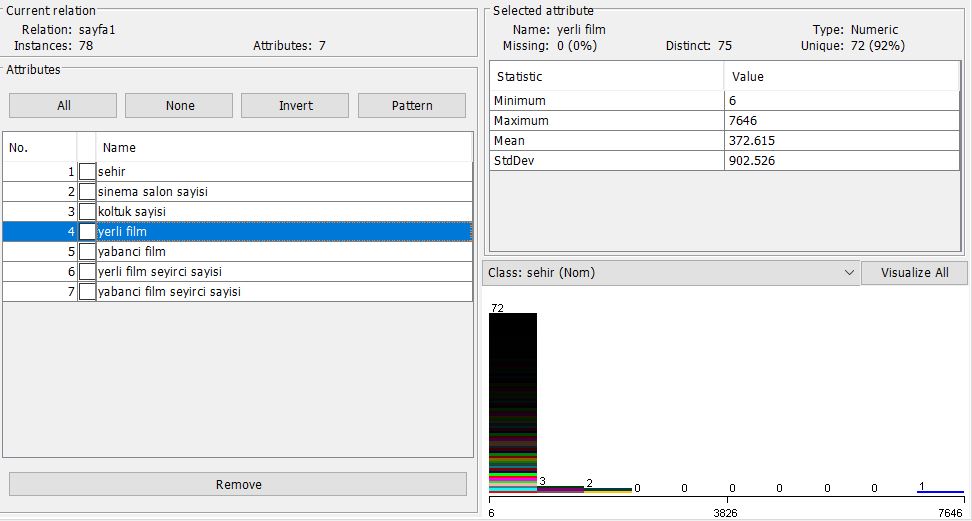 Current relation
Relation: sayfa1
Instances: 78 Attributes: 7
Attributes
All None Invert Pattern
No. Name
1 sehir
2 sinema salon sayisi
3 koltuk sayisi
4 yerli film
5 yabanci film
6 yerli film seyirci sayisi
7 yabanci film seyirci sayisi
Remove
Selected attribute
Name: yerli film Type: Numeric
Missing: 0 (0%) Distinct: 75 Unique: 72 (92%)
Statistic Value
Minimum 6
Maximum 7646
Mean 372.615
StdDev 902.526
Class: sehir (Nom) Visualize All
72
3 2 0 0 0 0 0 0 1
6 3826 7646